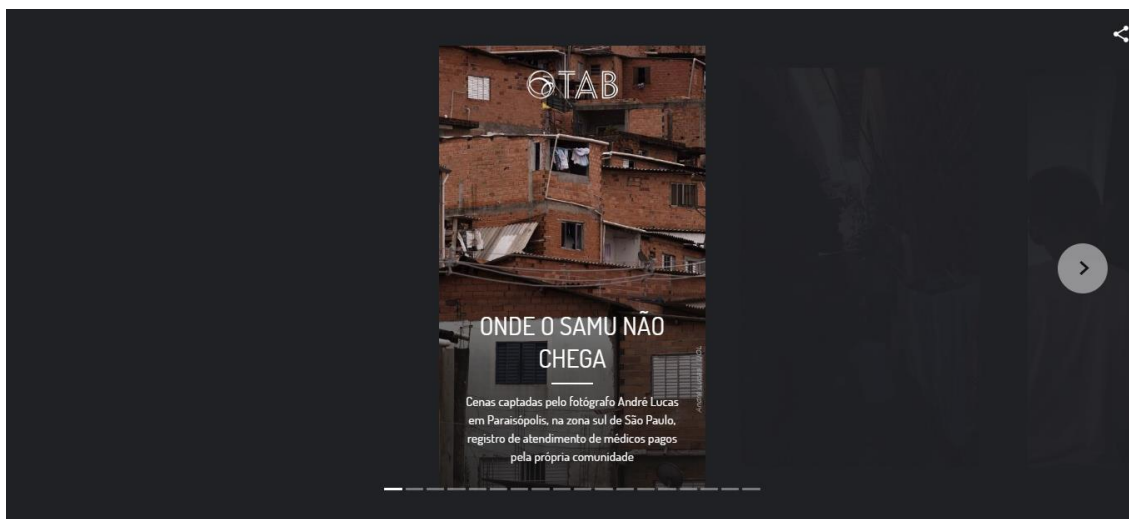 TAB
ONDE O SAMU NÃO
CHEGA
Cenas captadas pelo fotógrafo André Lucas
em Paraisópolis, na zona sul de São Paulo,
registro de atendimento de médicos pagos
pela própria comunidade